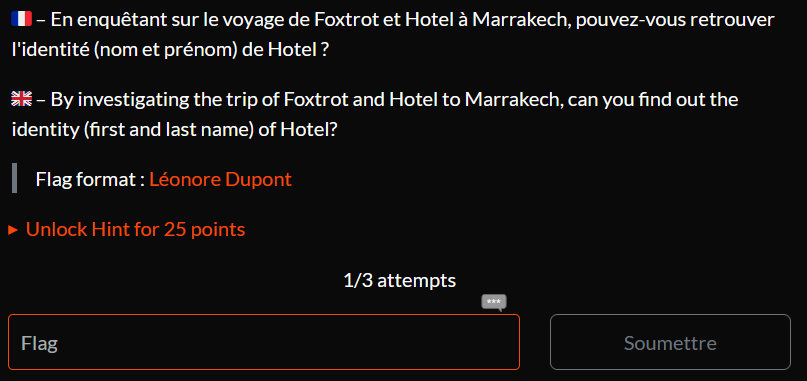 🇫🇷 – En enquêtant sur le voyage de Foxtrot et Hotel à Marrakech, pouvez-vous retrouver
l'identité (nom et prénom) de Hotel ?
🇬🇧 – By investigating the trip of Foxtrot and Hotel to Marrakech, can you find out the
identity (first and last name) of Hotel?
Flag format : Léonore Dupont
▶ Unlock Hint for 25 points
1/3 attempts
Flag
Soumettre